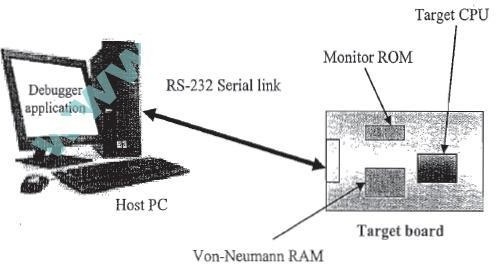 Target CPU
Monitor ROM
Debugger
application
RS-232 Serial link
Host PC
Target board
Von-Neumann RAM